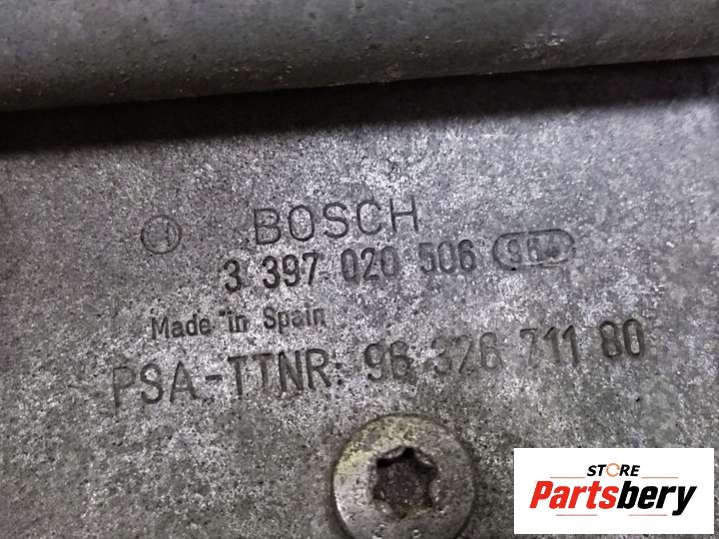 BOSCH
3 397 020 506
Made in Spain
PSA-TTNR: 96 326 711 80
STORE
Partsbery